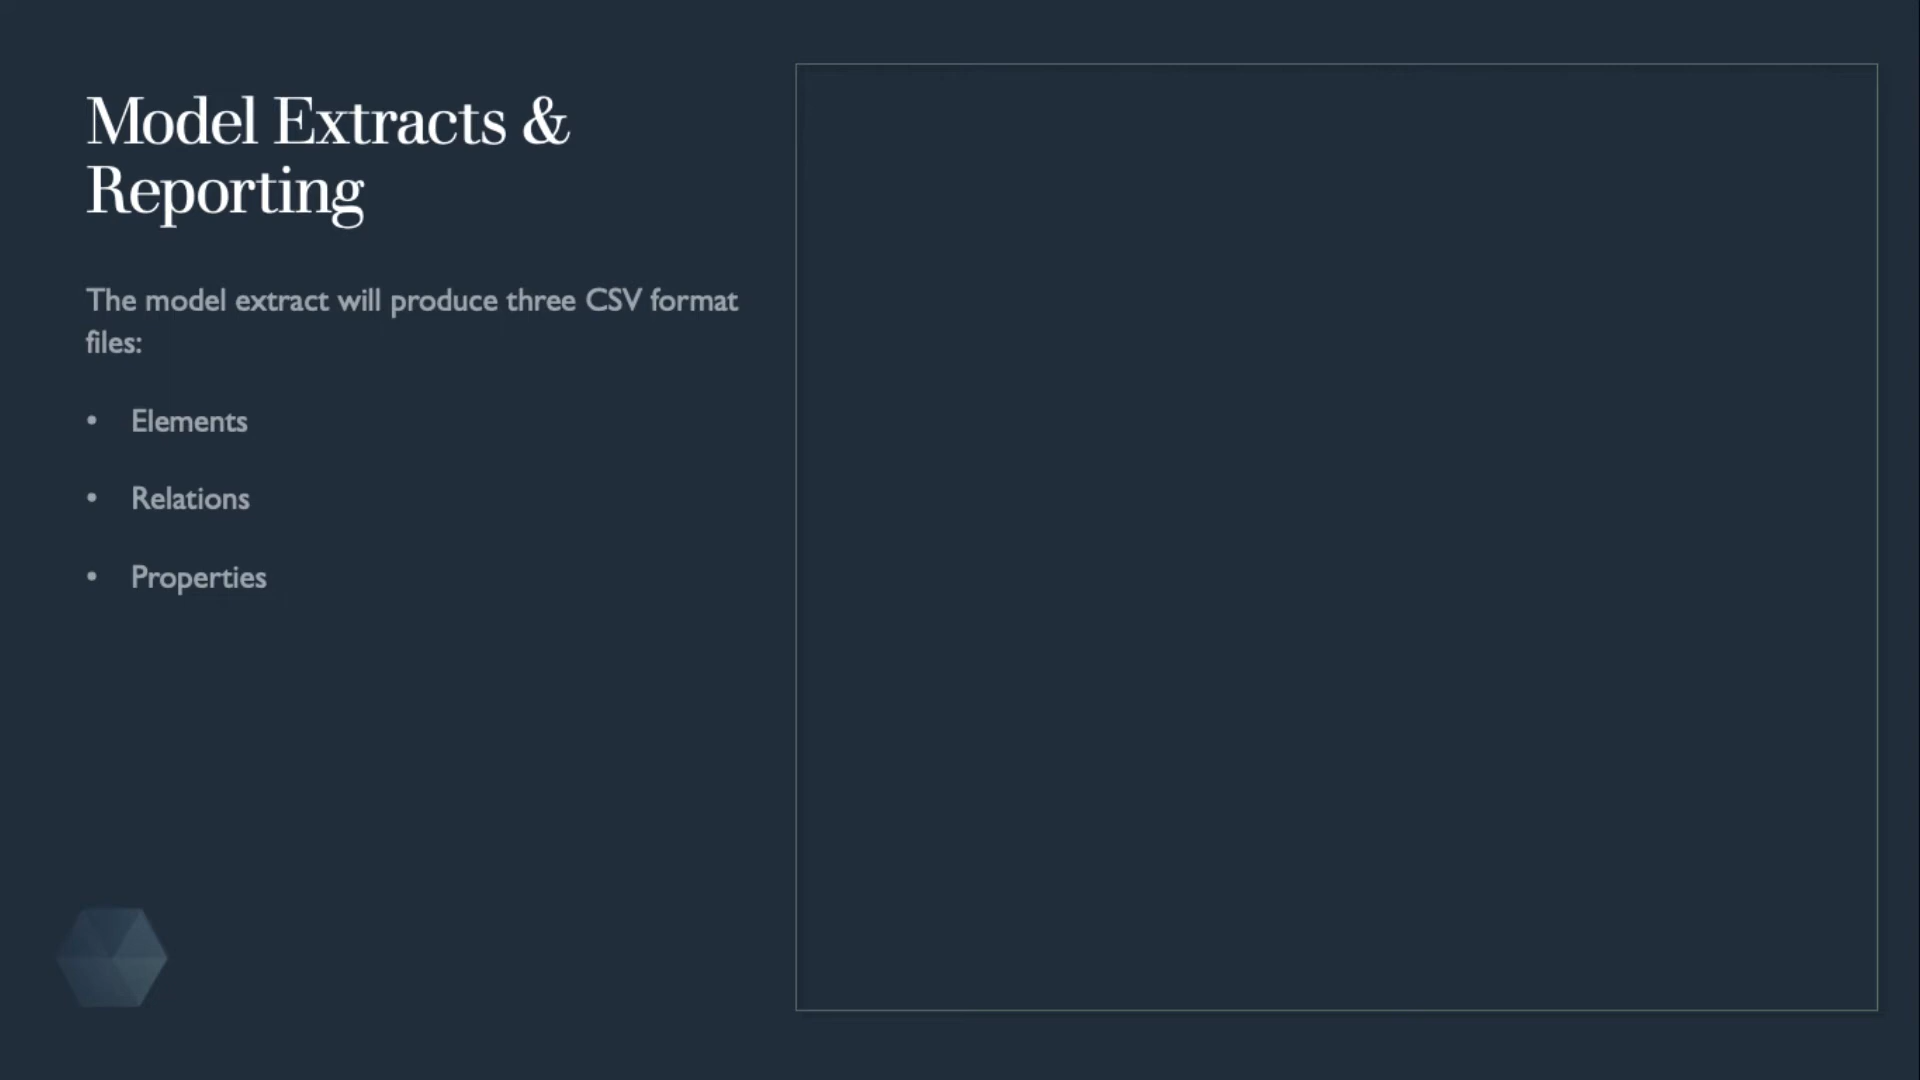 Model Extracts &
Reporting
The model extract will produce three CSV format
files:
• Elements
• Relations
• Properties